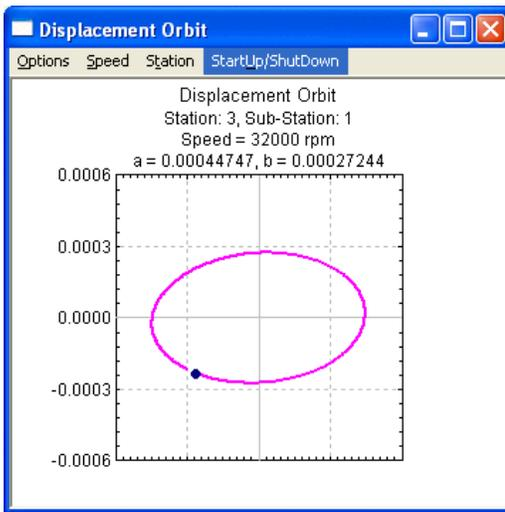 Displacement Orbit
Options Speed Station StartUp/ShutDown
Displacement Orbit
Station: 3, Sub-Station: 1
Speed = 32000 rpm
a = 0.00044747, b = 0.00027244
0.0006
0.0003
0.0000
-0.0003
-0.0006